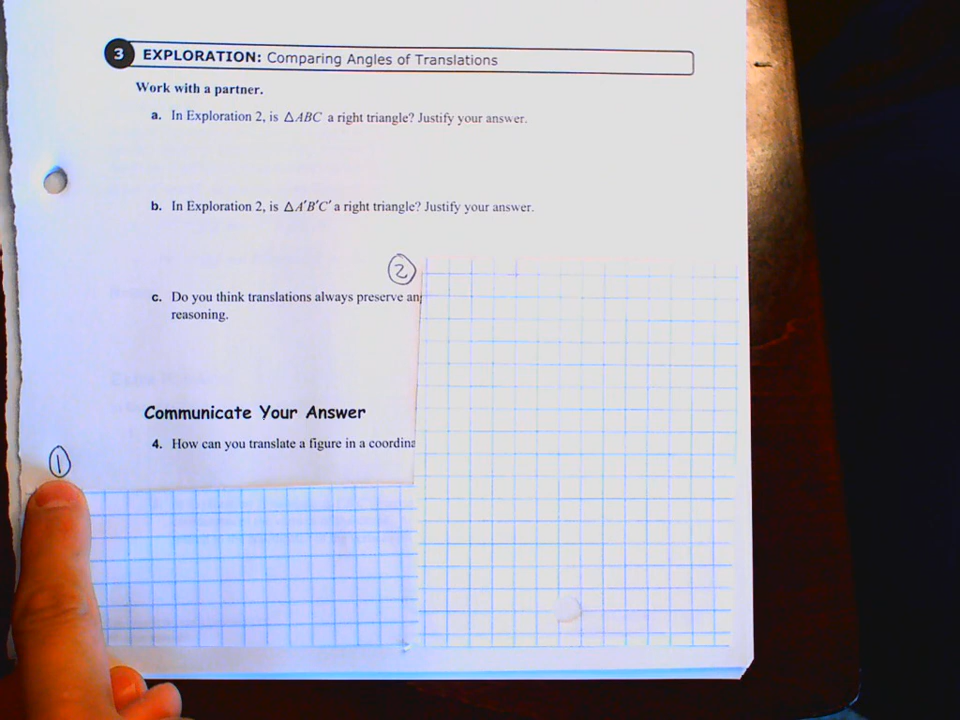 3 EXPLORATION: Comparing Angles of Translations
Work with a partner.
a. In Exploration 2, is △ABC a right triangle? Justify your answer.
b. In Exploration 2, is △A′B′C′ a right triangle? Justify your answer.
2
c. Do you think translations always preserve
reasoning.
Communicate Your Answer
4. How can you translate a figure in a
1